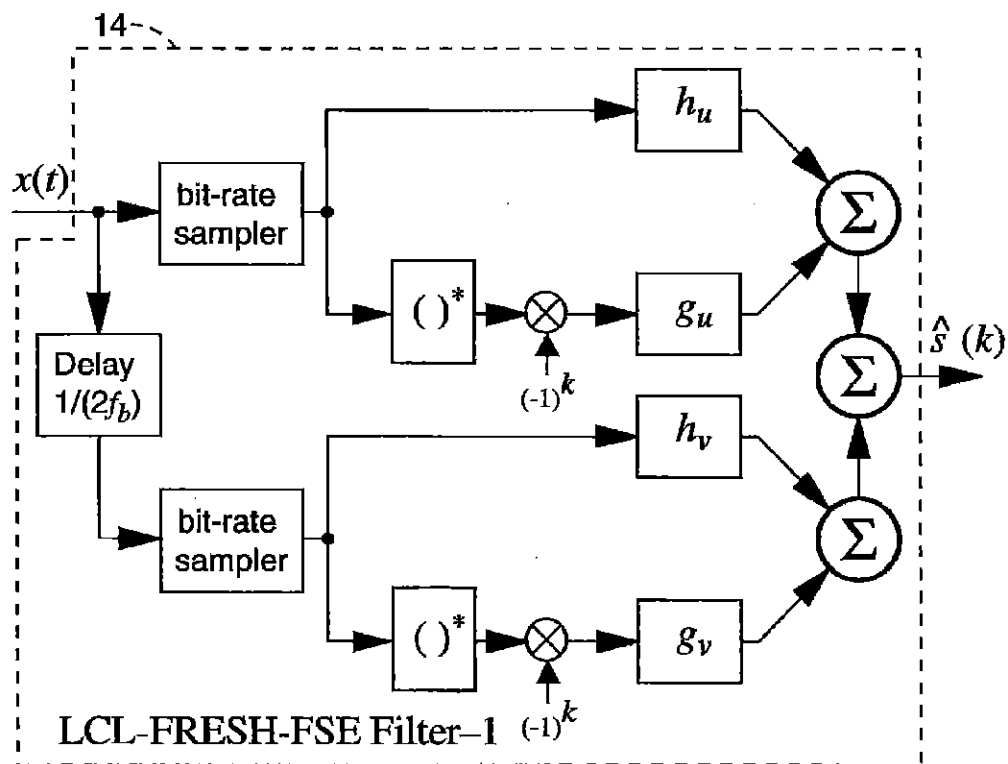 14
x(t)
bit-rate
sampler
h_u
Σ
( )*
g_u
(-1)^k
Delay
1/(2f_b)
Σ
ŝ (k)
h_v
bit-rate
sampler
Σ
( )*
g_v
(-1)^k
LCL-FRESH-FSE Filter–1